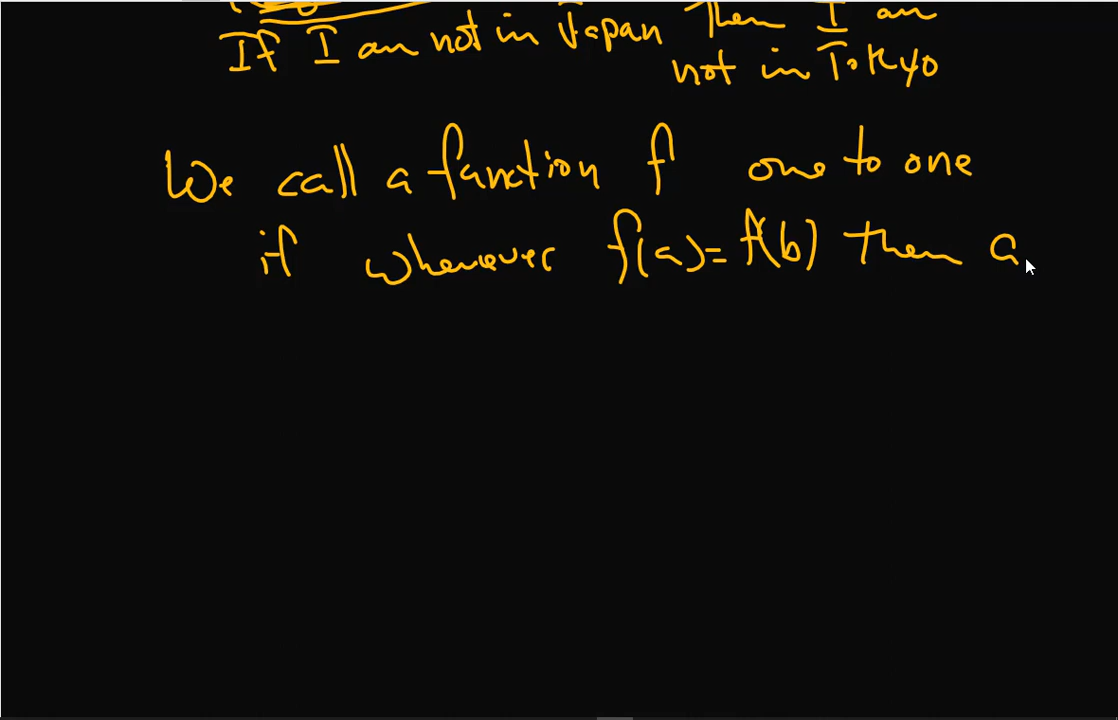 If I am not in Japan Then I am
not in Tokyo
We call a function f one to one
if whenever f(a)=f(b) then a